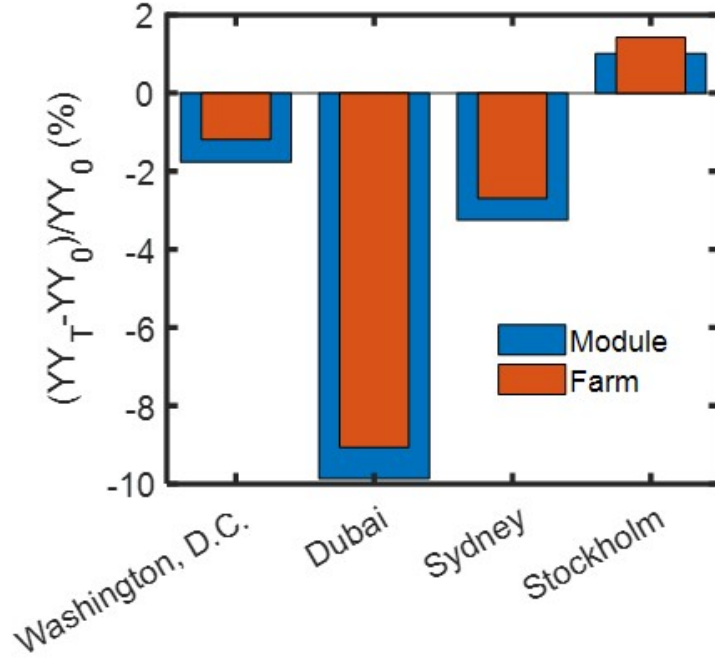 (YY_T-YY_0)/YY_0 (%)
2
0
-2
-4
-6
-8
-10
Module
Farm
Washington, D.C.
Dubai
Sydney
Stockholm